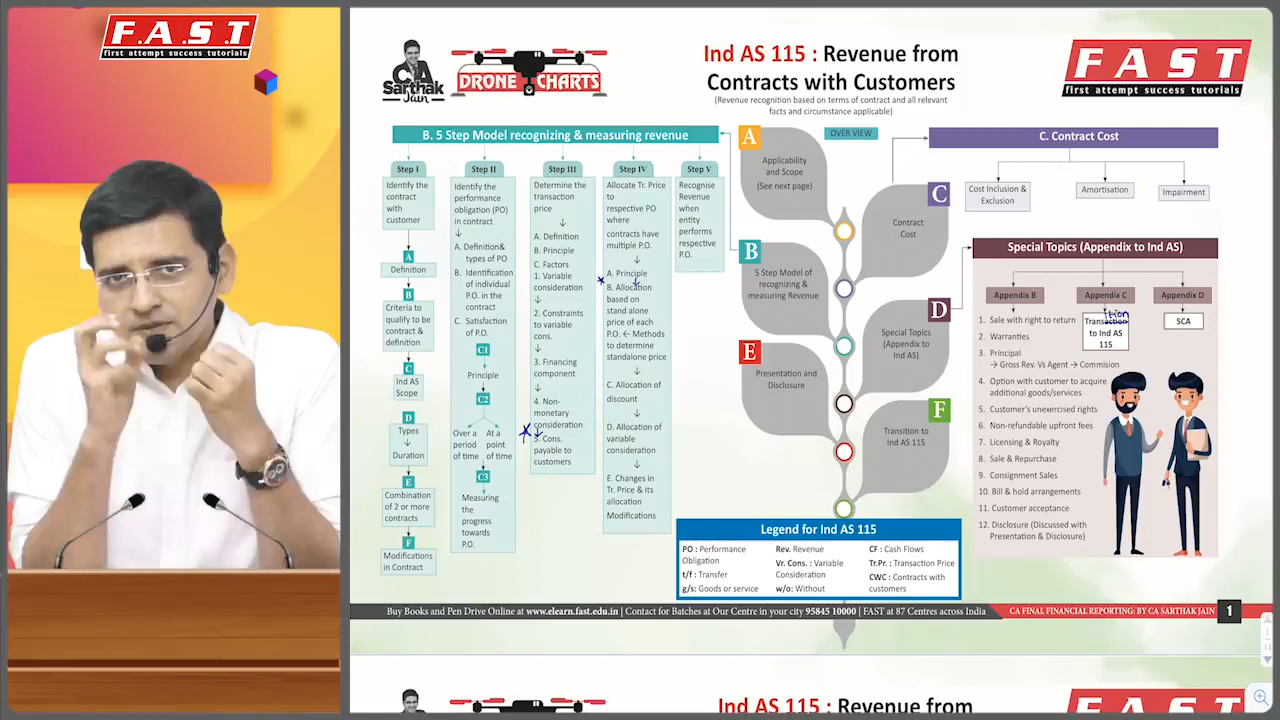 F.A.S.T
first attempt success tutorials
CA
Sarthak
Jain
DRONE CHARTS
Ind AS 115 : Revenue from
Contracts with Customers
(Revenue recognition based on terms of contract and all relevant
facts and circumstance applicable)
FAST
first attempt success tutorials
B. 5 Step Model recognizing & measuring revenue
Step I
Identify the
contract
with
customer
A
Definition
B
Criteria to
qualify to be
contract &
definition
C
Ind AS
Scope
D
Types
↓
Duration
E
Combination
of 2 or more
contracts
F
Modifications
in Contract
Step II
Identify the
performance
obligation (PO)
in contract
↓
A. Definition&
types of PO
B. Identification
of individual
P.O. in the
contract
C. Satisfaction
of P.O.
C1
Principle
C2
Over a period of time
At a point of time
C3
Measuring
the
progress
towards
P.O.
Step III
Determine the
transaction
price
↓
A. Definition
B. Principle
C. Factors
1. Variable
consideration
↓
2. Constraints
to variable
cons.
↓
3. Financing
component
↓
4. Non-
monetary
consideration
5. Cons.
payable to
customers
Step IV
Allocate Tr. Price
to
respective PO
where
contracts have
multiple P.O.
↓
A. Principle
B. Allocation
based on
stand alone
price of each
P.O. ← Methods
to determine
standalone price
↓
C. Allocation of
discount
↓
D. Allocation of
variable
consideration
↓
E. Changes in
Tr. Price & its
allocation
Modifications
Step V
Recognise
Revenue
when
entity
performs
respective
P.O.
OVER VIEW
A
Applicability
and Scope
(See next page)
C
Contract
Cost
B
5 Step Model of
recognizing &
measuring Revenue
D
Special Topics
(Appendix to
Ind AS)
E
Presentation and
Disclosure
F
Transition to
Ind AS 115
C. Contract Cost
Cost Inclusion &
Exclusion
Amortisation
Impairment
Special Topics (Appendix to Ind AS)
Appendix B
1. Sale with right to return
2. Warranties
3. Principal
→ Gross Rev. Vs Agent → Commision
4. Option with customer to acquire
additional goods/services
5. Customer's unexercised rights
6. Non-refundable upfront fees
7. Licensing & Royalty
8. Sale & Repurchase
9. Consignment Sales
10. Bill & hold arrangements
11. Customer acceptance
12. Disclosure (Discussed with
Presentation & Disclosure)
Appendix C
tion
to Ind AS
115
Appendix D
SCA
Legend for Ind AS 115
PO : Performance
Obligation
t/f : Transfer
g/s: Goods or service
Rev. Revenue
Vr. Cons. : Variable
Consideration
w/o: Without
CF : Cash Flows
Tr.Pr. : Transaction Price
CWC : Contracts with
customers
Buy Books and Pen Drive Online at www.elearn.fast.edu.in | Contact for Batches at Our Centre in your city 95845 10000 | FAST at 87 Centres across India
CA FINAL FINANCIAL REPORTING: BY CA SARTHAK JAIN
1
Ind AS 115 : Revenue from